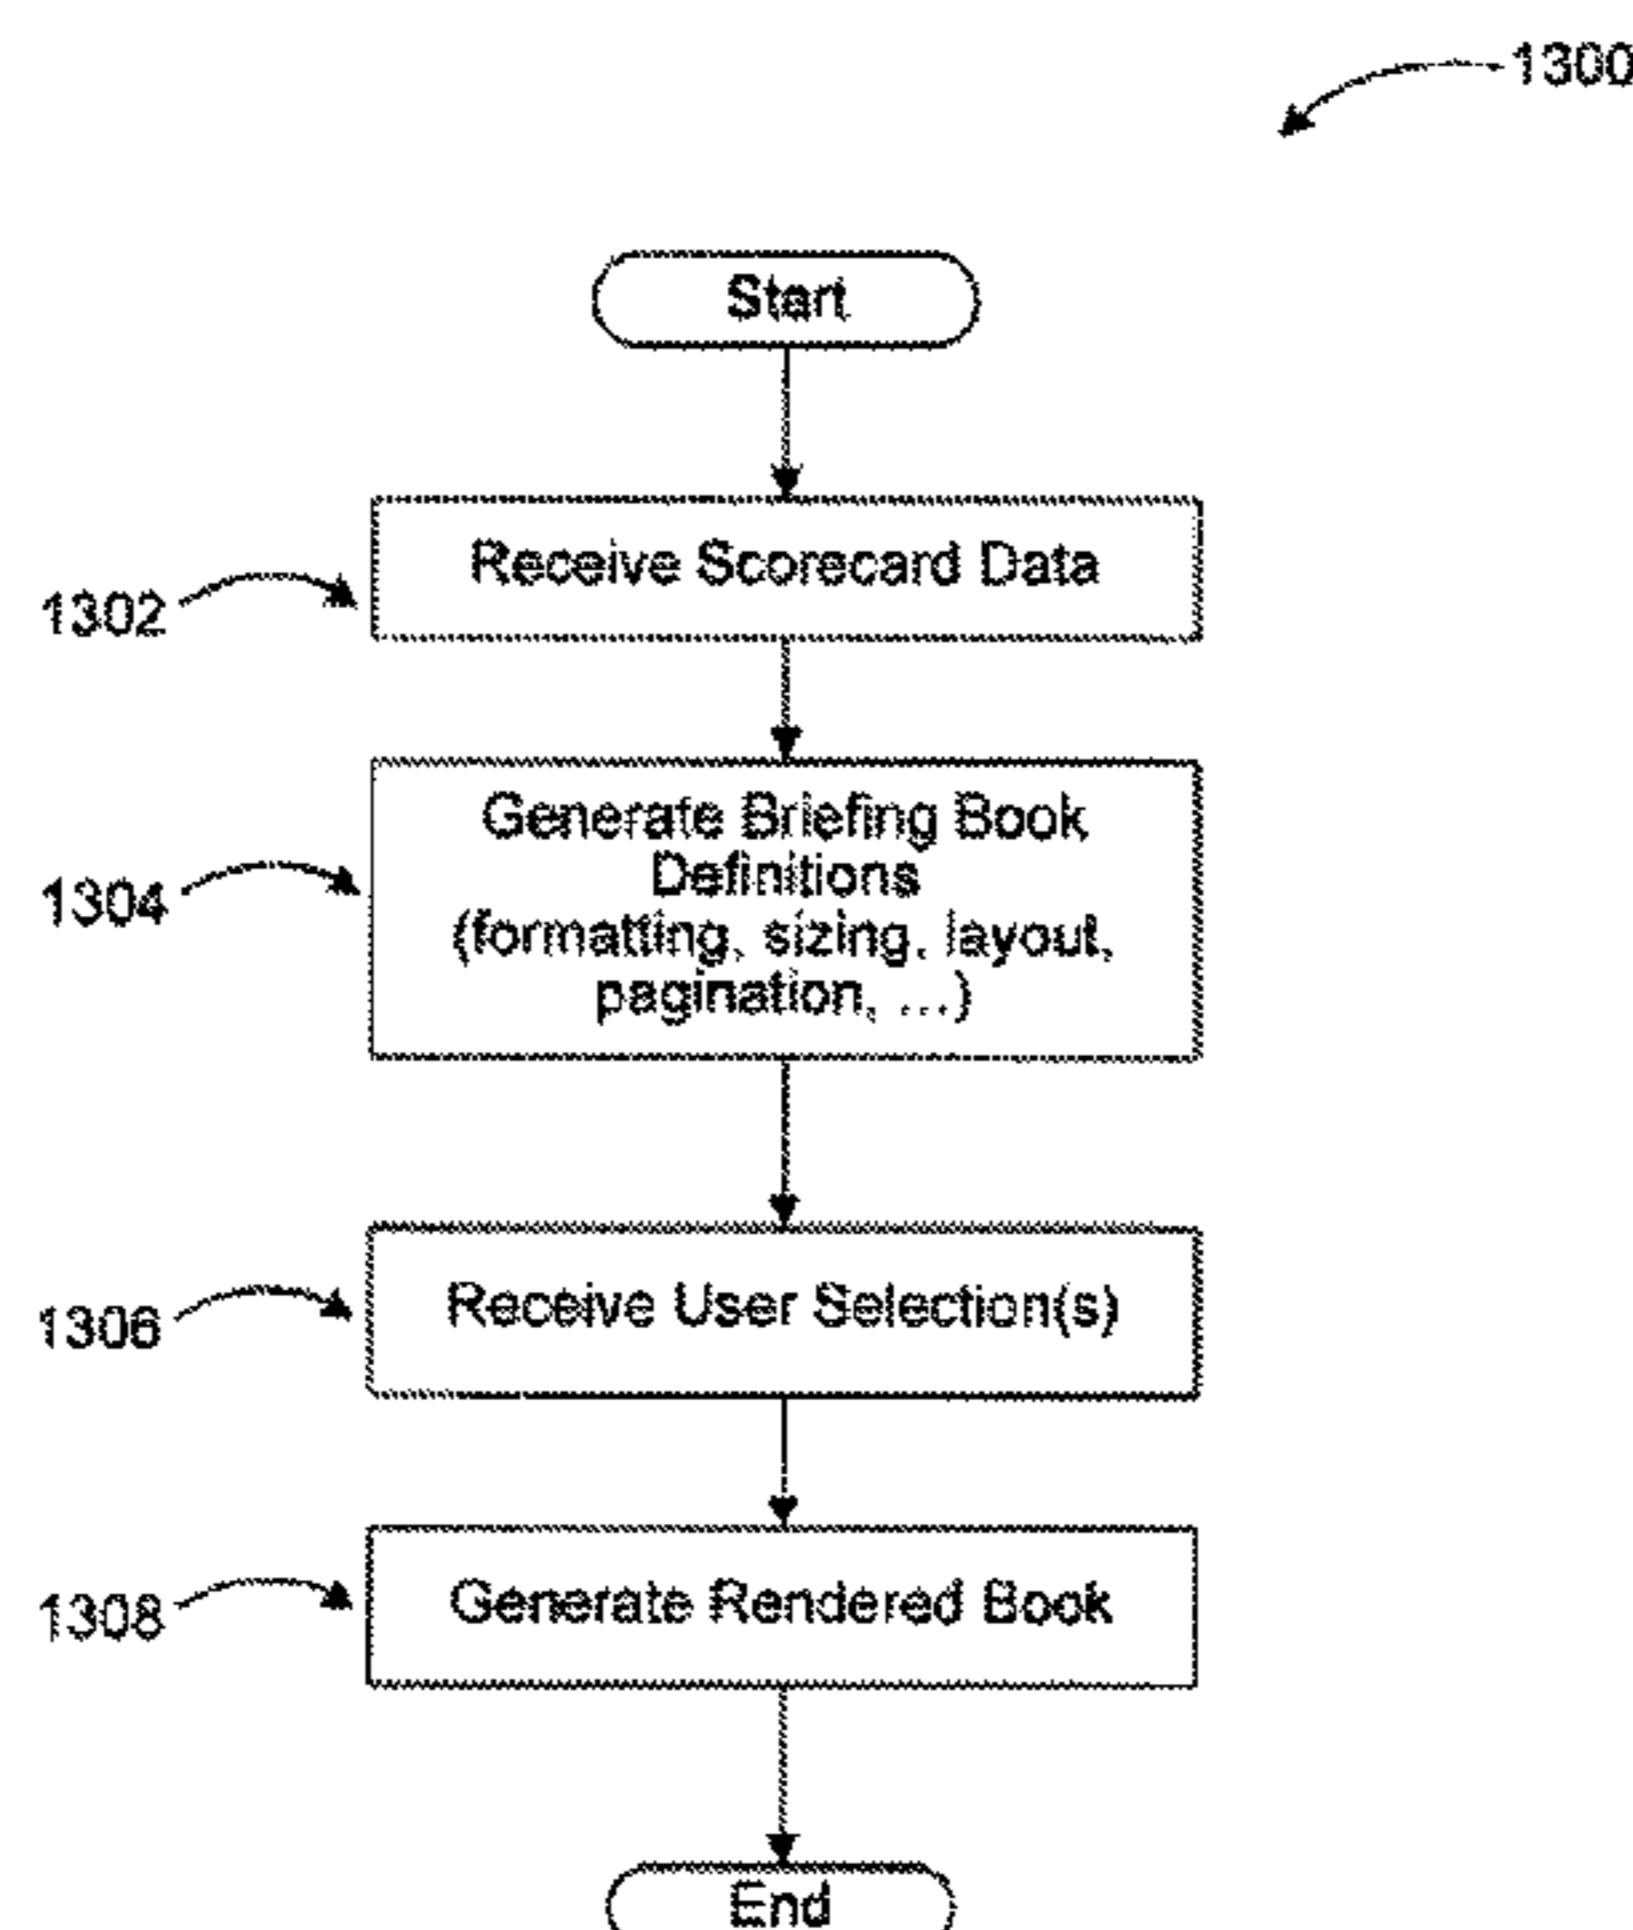 1300
Start
Receive Scorecard Data
1302
Generate Briefing Book
Definitions
(formatting, sizing, layout,
pagination, ...)
1304
Receive User Selection(s)
1306
Generate Rendered Book
1308
End